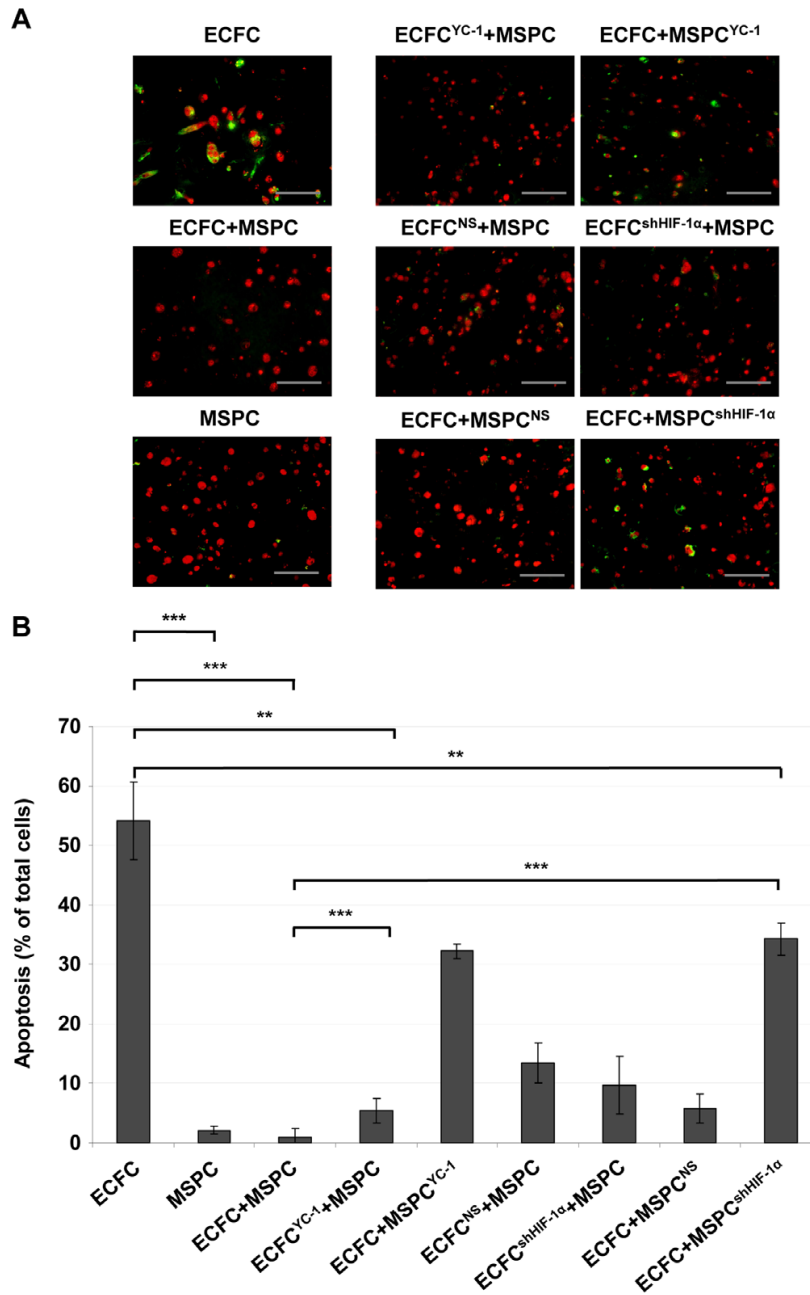 A
ECFC
ECFC^YC-1+MSPC
ECFC+MSPC^YC-1
ECFC+MSPC
ECFC^NS+MSPC
ECFC^shHIF-1α+MSPC
MSPC
ECFC+MSPC^NS
ECFC+MSPC^shHIF-1α
B
***
***
**
**
***
***
70
60
50
40
30
20
10
0
Apoptosis (% of total cells)
ECFC
MSPC
ECFC+MSPC
ECFC^YC-1+MSPC
ECFC+MSPC^YC-1
ECFC^NS+MSPC
ECFC^shHIF-1α+MSPC
ECFC+MSPC^NS
ECFC+MSPC^shHIF-1α